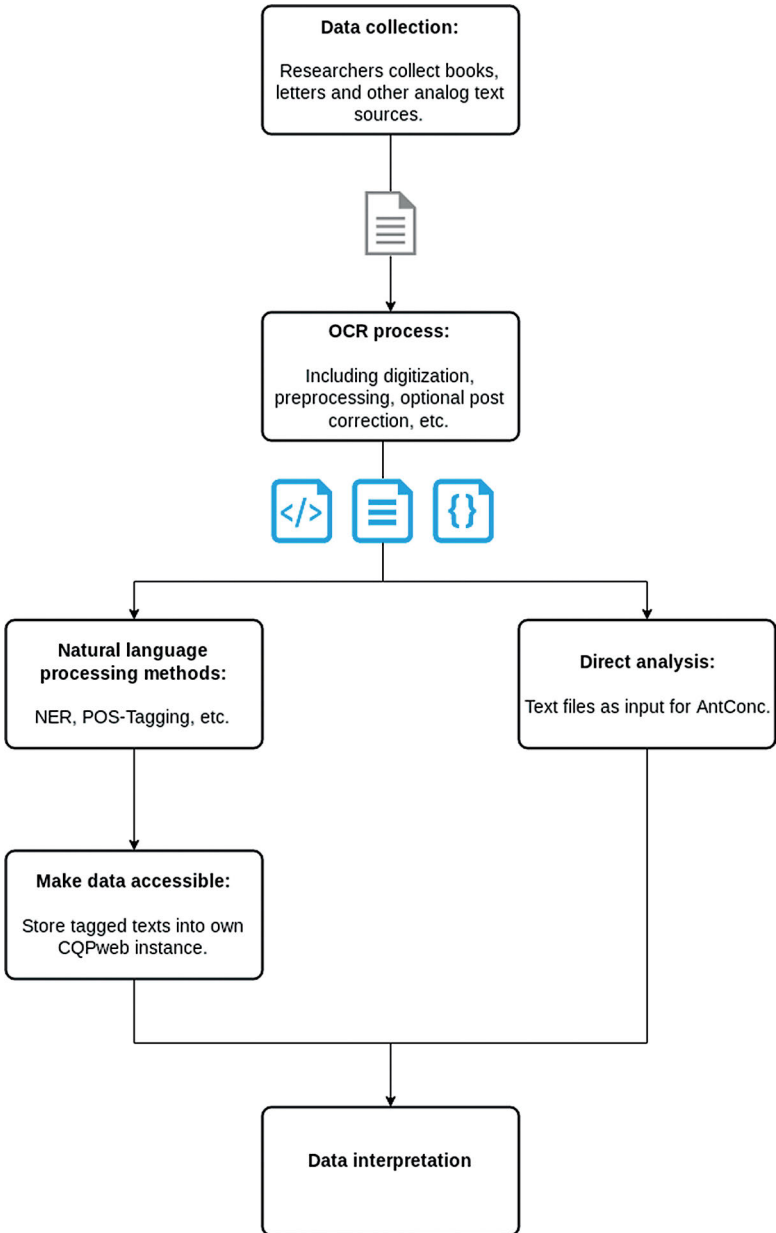 Data collection:
Researchers collect books,
letters and other analog text
sources.
OCR process:
Including digitization,
preprocessing, optional post
correction, etc.
</>
{}
Natural language
processing methods:
NER, POS-Tagging, etc.
Direct analysis:
Text files as input for AntConc.
Make data accessible:
Store tagged texts into own
CQPweb instance.
Data interpretation